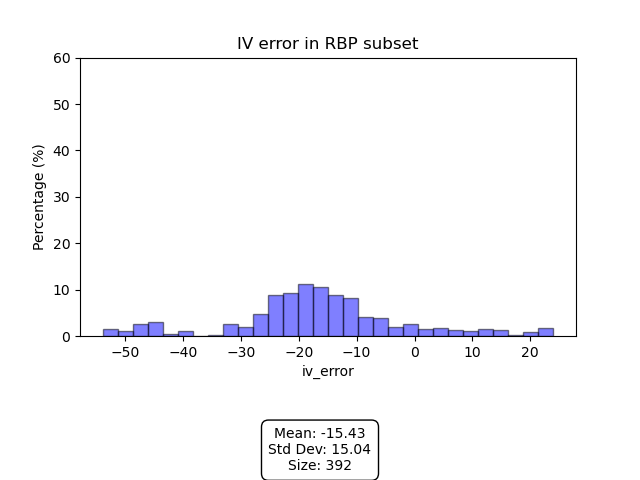 IV error in RBP subset
60
50
40
30
20
10
0
Percentage (%)
−50 −40 −30 −20 −10 0 10 20
iv_error
Mean: -15.43
Std Dev: 15.04
Size: 392